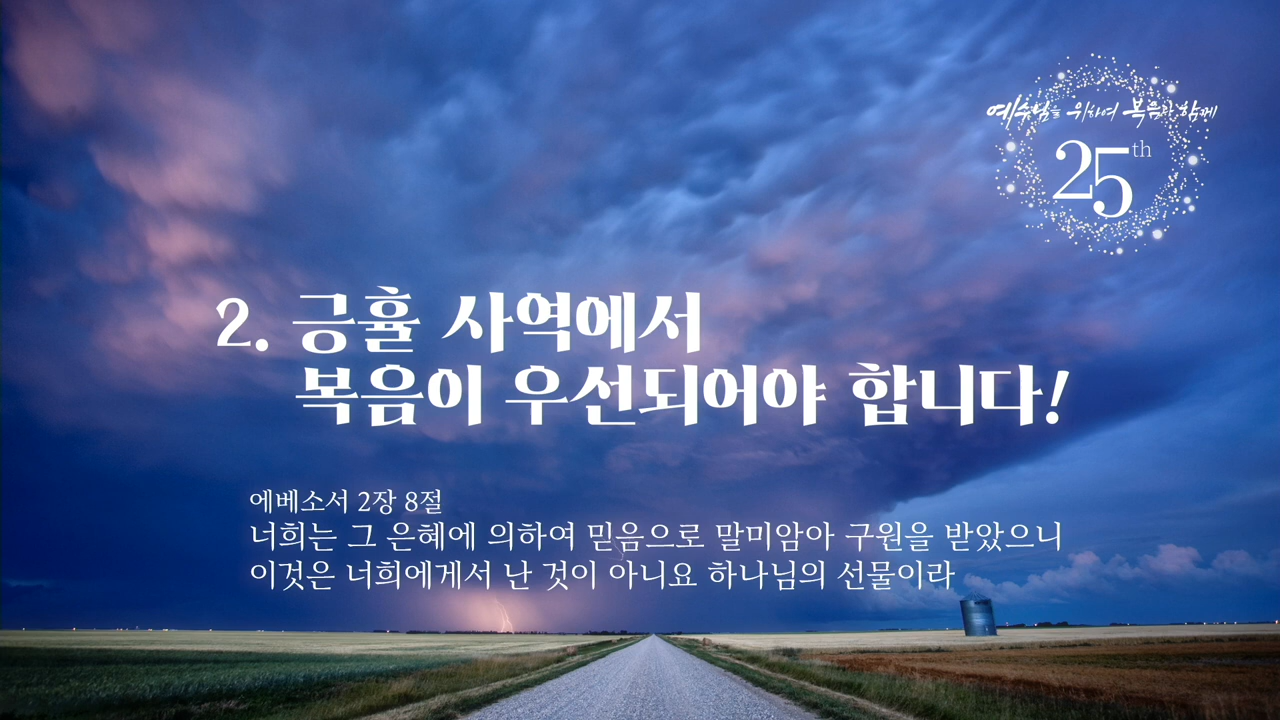 예수님을 위하여 복음과 함께
25th
2. 긍휼 사역에서
복음이 우선되어야 합니다!
에베소서 2장 8절
너희는 그 은혜에 의하여 믿음으로 말미암아 구원을 받았으니
이것은 너희에게서 난 것이 아니요 하나님의 선물이라